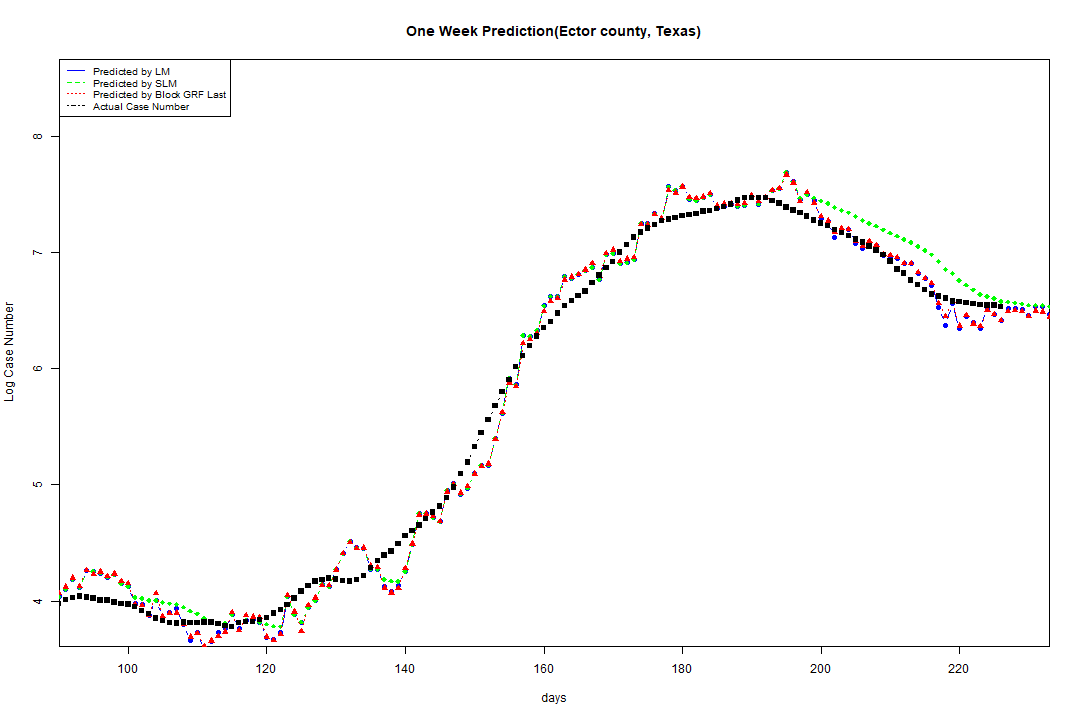 One Week Prediction(Ector county, Texas)
Predicted by LM
Predicted by SLM
Predicted by Block GRF Last
Actual Case Number
8
7
6
5
4
Log Case Number
100 120 140 160 180 200 220
days